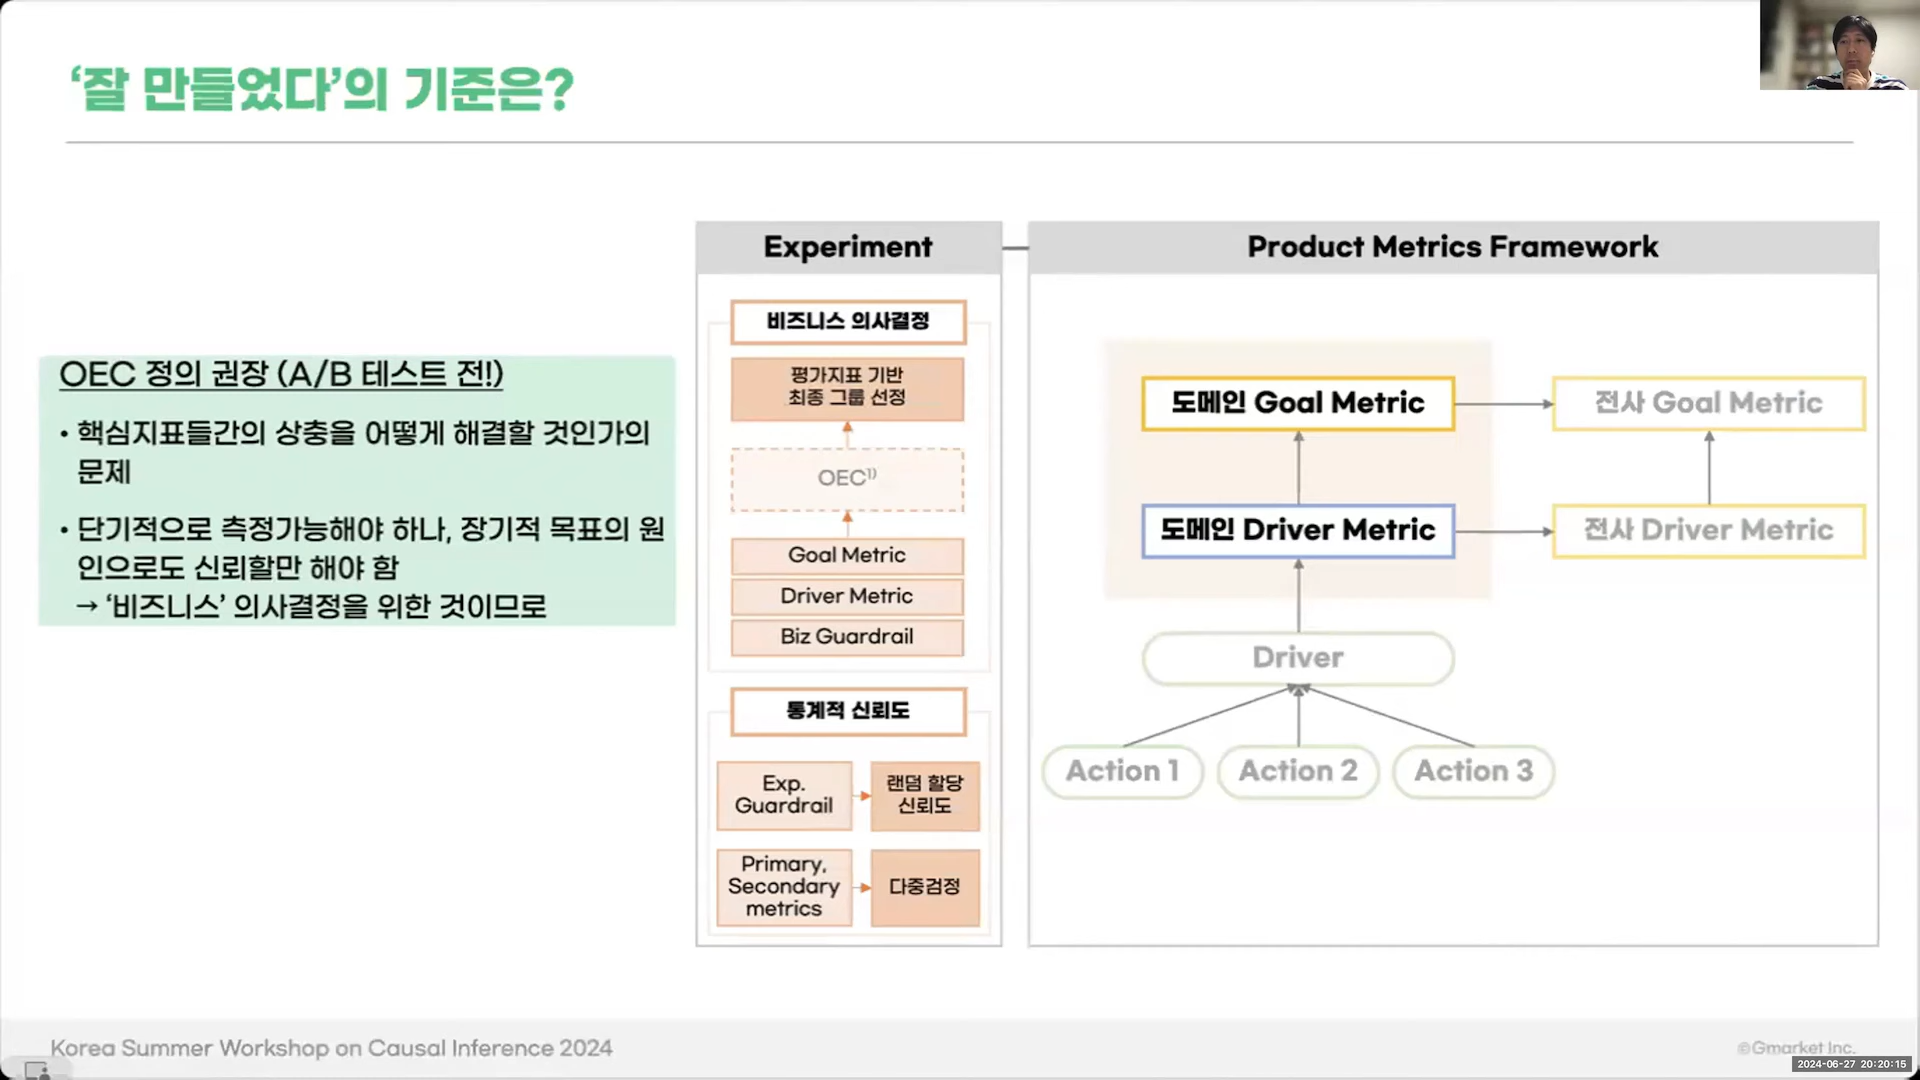 ‘잘 만들었다’의 기준은?
OEC 정의 권장 (A/B 테스트 전!)
• 핵심지표들간의 상충을 어떻게 해결할 것인가의
문제
• 단기적으로 측정가능해야 하나, 장기적 목표의 원
인으로도 신뢰할만 해야 함
→ ‘비즈니스’ 의사결정을 위한 것이므로
Experiment
비즈니스 의사결정
평가지표 기반
최종 그룹 선정
OEC¹⁾
Goal Metric
Driver Metric
Biz Guardrail
통계적 신뢰도
Exp.
Guardrail
랜덤 할당
신뢰도
Primary,
Secondary
metrics
다중검정
Product Metrics Framework
도메인 Goal Metric
전사 Goal Metric
도메인 Driver Metric
전사 Driver Metric
Driver
Action 1
Action 2
Action 3
Korea Summer Workshop on Causal Inference 2024
©Gmarket Inc.
2024-06-27 20:20:15